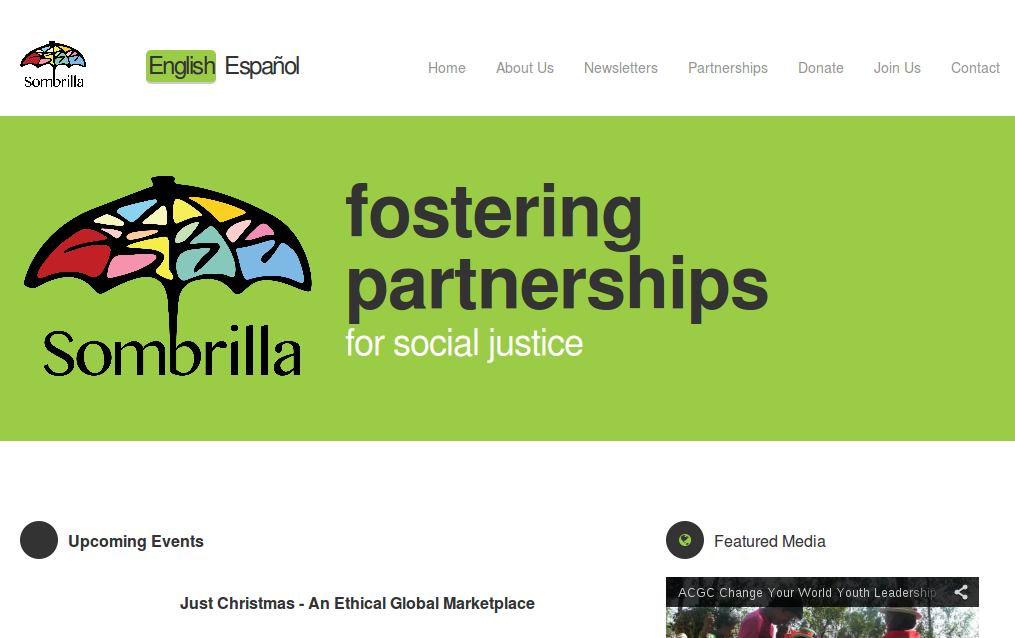 Sombrilla
English Español
Home About Us Newsletters Partnerships Donate Join Us Contact
fostering
partnerships
for social justice
Sombrilla
Upcoming Events
Featured Media
Just Christmas - An Ethical Global Marketplace
ACGC Change Your World Youth Leadership